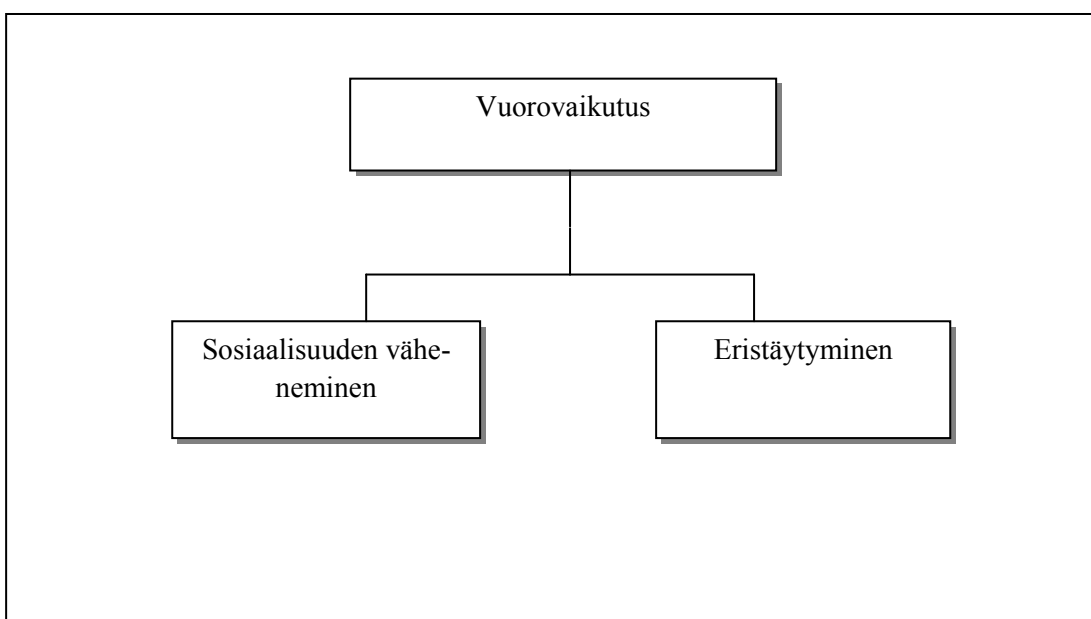 Vuorovaikutus
Sosiaalisuuden vähe-
neminen
Eristäytyminen